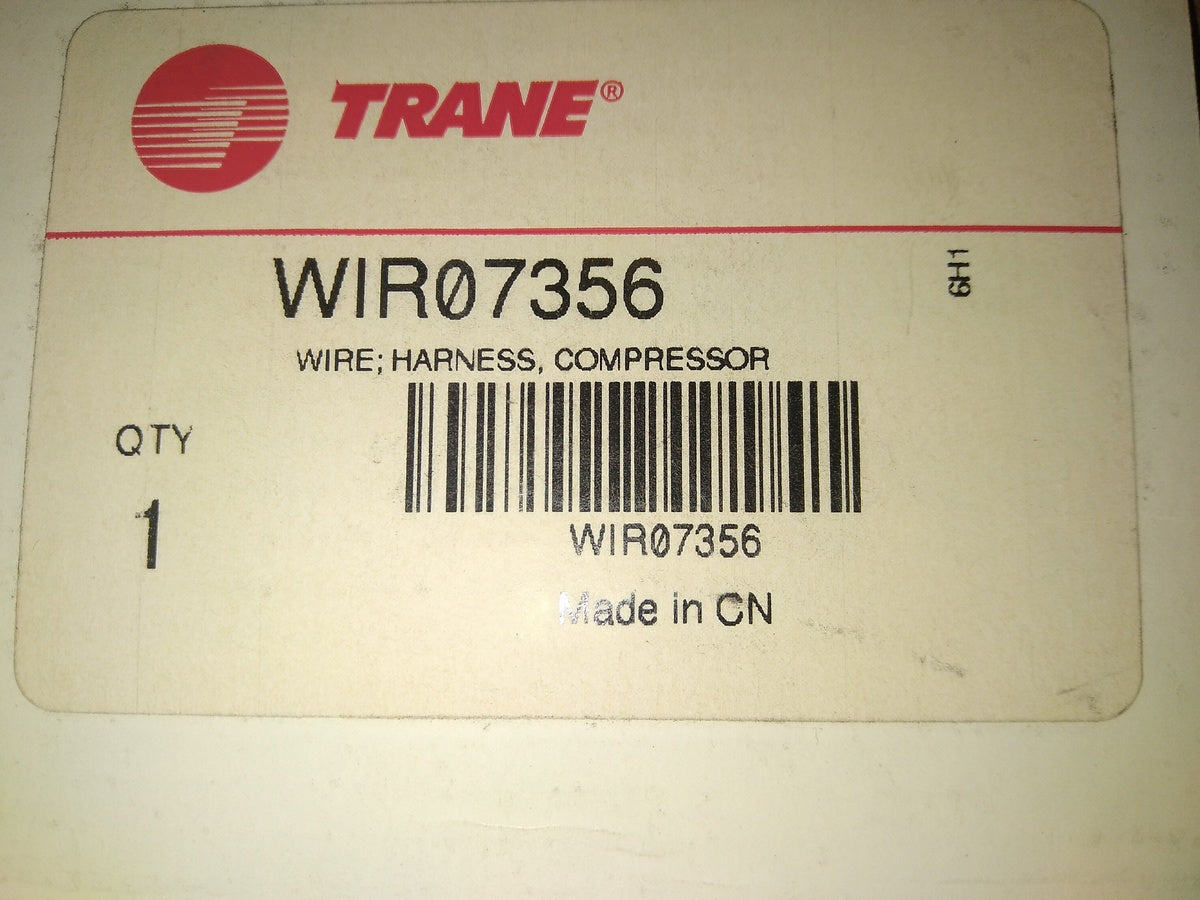 TRANE®
WIR07356
6H1
WIRE; HARNESS, COMPRESSOR
QTY
1
WIR07356
Made in CN